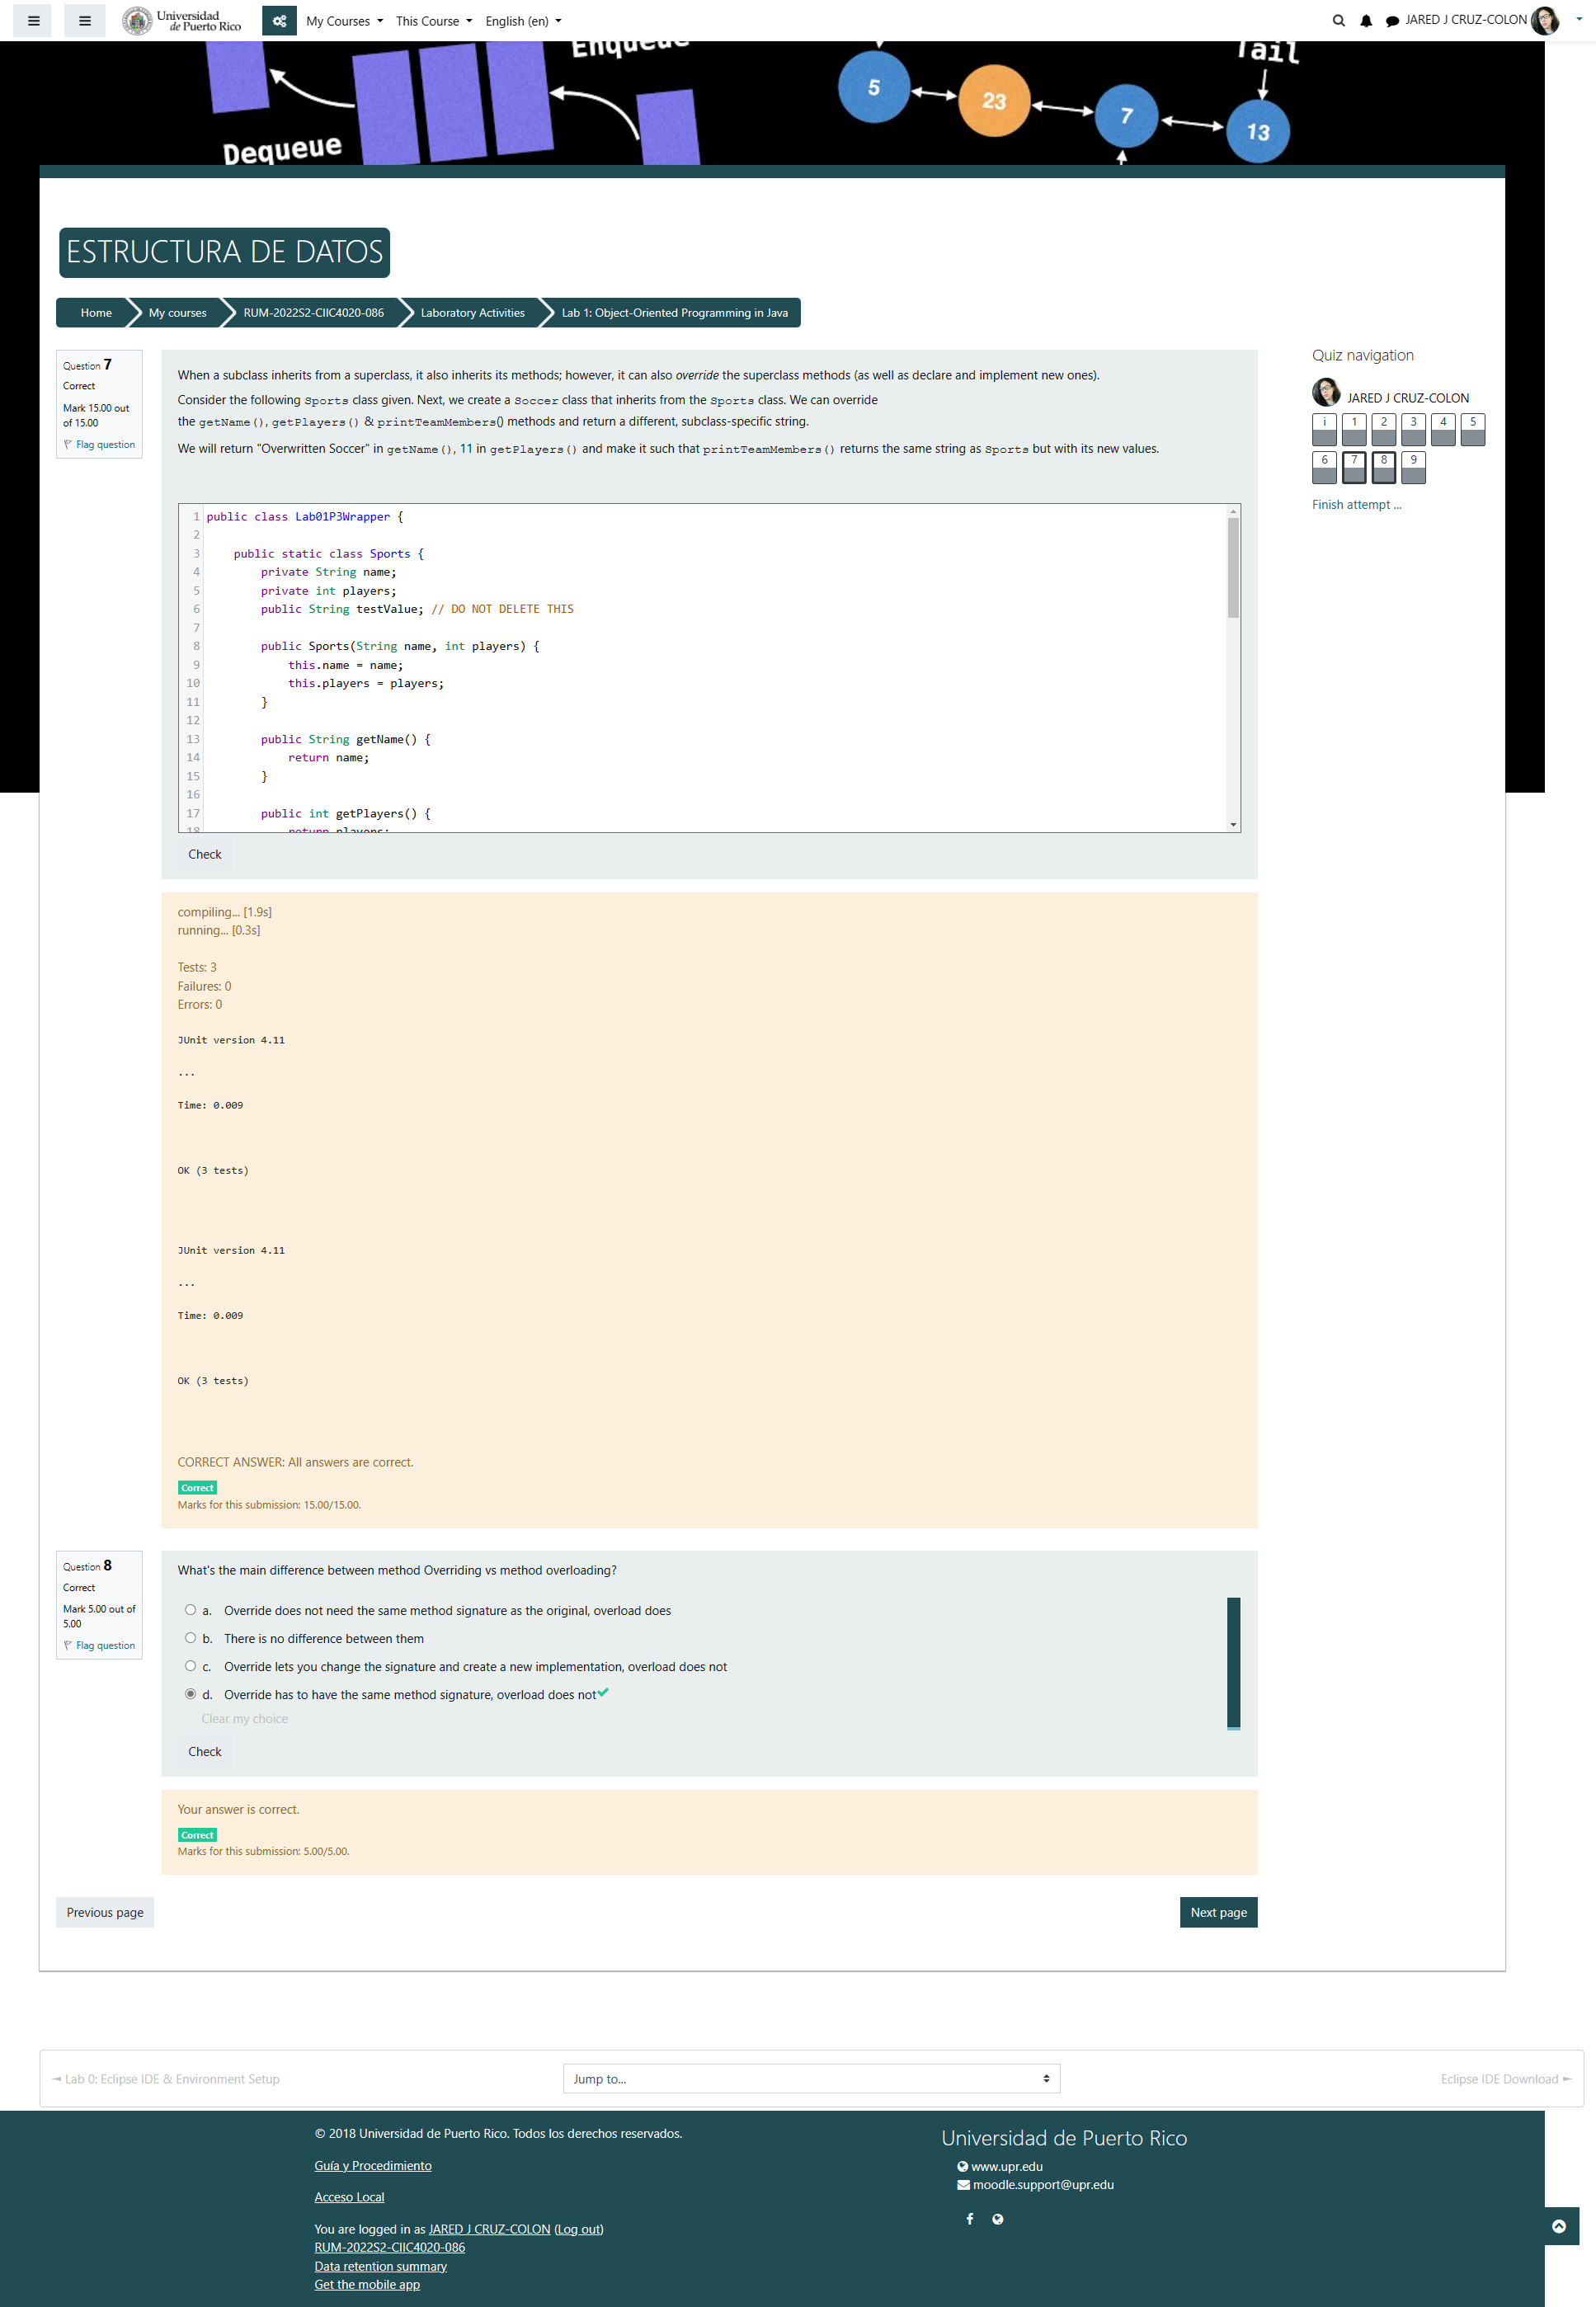 Universidad
de Puerto Rico
My Courses
This Course
English (en)
JARED J CRUZ-COLON
Enqueue
Dequeue
5
23
7
13
Tail
ESTRUCTURA DE DATOS
Home
My courses
RUM-2022S2-CIIC4020-086
Laboratory Activities
Lab 1: Object-Oriented Programming in Java
Question 7
Correct
Mark 15.00 out
of 15.00
Flag question
When a subclass inherits from a superclass, it also inherits its methods; however, it can also override the superclass methods (as well as declare and implement new ones).
Consider the following Sports class given. Next, we create a Soccer class that inherits from the Sports class. We can override
the getName(), getPlayers() & printTeamMembers() methods and return a different, subclass-specific string.
We will return "Overwritten Soccer" in getName(), 11 in getPlayers() and make it such that printTeamMembers() returns the same string as Sports but with its new values.
1 public class Lab01P3Wrapper {
2
3 public static class Sports {
4 private String name;
5 private int players;
6 public String testValue; // DO NOT DELETE THIS
7
8 public Sports(String name, int players) {
9 this.name = name;
10 this.players = players;
11 }
12
13 public String getName() {
14 return name;
15 }
16
17 public int getPlayers() {
18 return players;
Check
compiling... [1.9s]
running... [0.3s]
Tests: 3
Failures: 0
Errors: 0
JUnit version 4.11
...
Time: 0.009
OK (3 tests)
JUnit version 4.11
...
Time: 0.009
OK (3 tests)
CORRECT ANSWER: All answers are correct.
Correct
Marks for this submission: 15.00/15.00.
Quiz navigation
JARED J CRUZ-COLON
i 1 2 3 4 5
6 7 8 9
Finish attempt ...
Question 8
Correct
Mark 5.00 out of
5.00
Flag question
What's the main difference between method Overriding vs method overloading?
a. Override does not need the same method signature as the original, overload does
b. There is no difference between them
c. Override lets you change the signature and create a new implementation, overload does not
d. Override has to have the same method signature, overload does not
Clear my choice
Check
Your answer is correct.
Correct
Marks for this submission: 5.00/5.00.
Previous page
Next page
◄ Lab 0: Eclipse IDE & Environment Setup
Jump to...
Eclipse IDE Download ►
© 2018 Universidad de Puerto Rico. Todos los derechos reservados.
Guía y Procedimiento
Acceso Local
You are logged in as JARED J CRUZ-COLON (Log out)
RUM-2022S2-CIIC4020-086
Data retention summary
Get the mobile app
Universidad de Puerto Rico
www.upr.edu
moodle.support@upr.edu